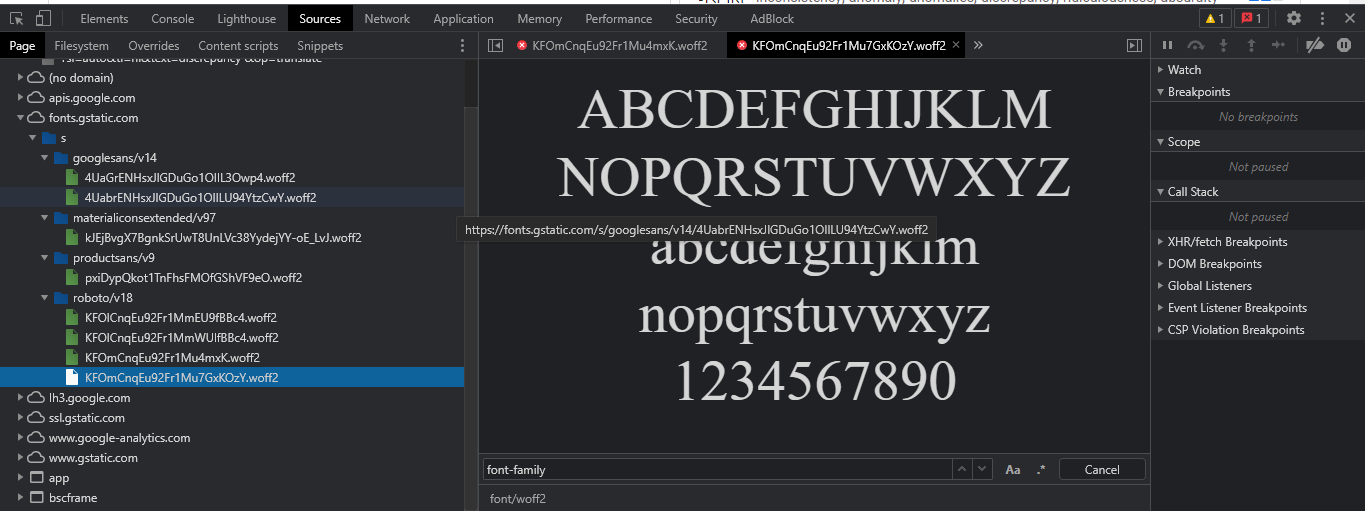 Elements Console Lighthouse Sources Network Application Memory Performance Security AdBlock 1 1
Page Filesystem Overrides Content scripts Snippets
KFOmCnqEu92Fr1Mu4mxK.woff2 KFOmCnqEu92Fr1Mu7GxKOzY.woff2
(no domain)
apis.google.com
fonts.gstatic.com
s
googlesans/v14
4UaGrENHsxJlGDuGo1OIlL3Owp4.woff2
4UabrENHsxJlGDuGo1OIlLU94YtzCwY.woff2
materialiconsextended/v97
kJEjBvgX7BgnkSrUwT8UnLVc38YydejYY-oE_LvJ.woff2
productsans/v9
pxiDypQkot1TnFhsFMOfGShVF9eO.woff2
roboto/v18
KFOlCnqEu92Fr1MmEU9fBBc4.woff2
KFOlCnqEu92Fr1MmWUlfBBc4.woff2
KFOmCnqEu92Fr1Mu4mxK.woff2
KFOmCnqEu92Fr1Mu7GxKOzY.woff2
lh3.google.com
ssl.gstatic.com
www.google-analytics.com
www.gstatic.com
app
bscframe
https://fonts.gstatic.com/s/googlesans/v14/4UabrENHsxJlGDuGo1OIlLU94YtzCwY.woff2
ABCDEFGHIJKLM
NOPQRSTUVWXYZ
abcdefghijklm
nopqrstuvwxyz
1234567890
font-family Aa .* Cancel
font/woff2
Watch
Breakpoints
No breakpoints
Scope
Not paused
Call Stack
Not paused
XHR/fetch Breakpoints
DOM Breakpoints
Global Listeners
Event Listener Breakpoints
CSP Violation Breakpoints